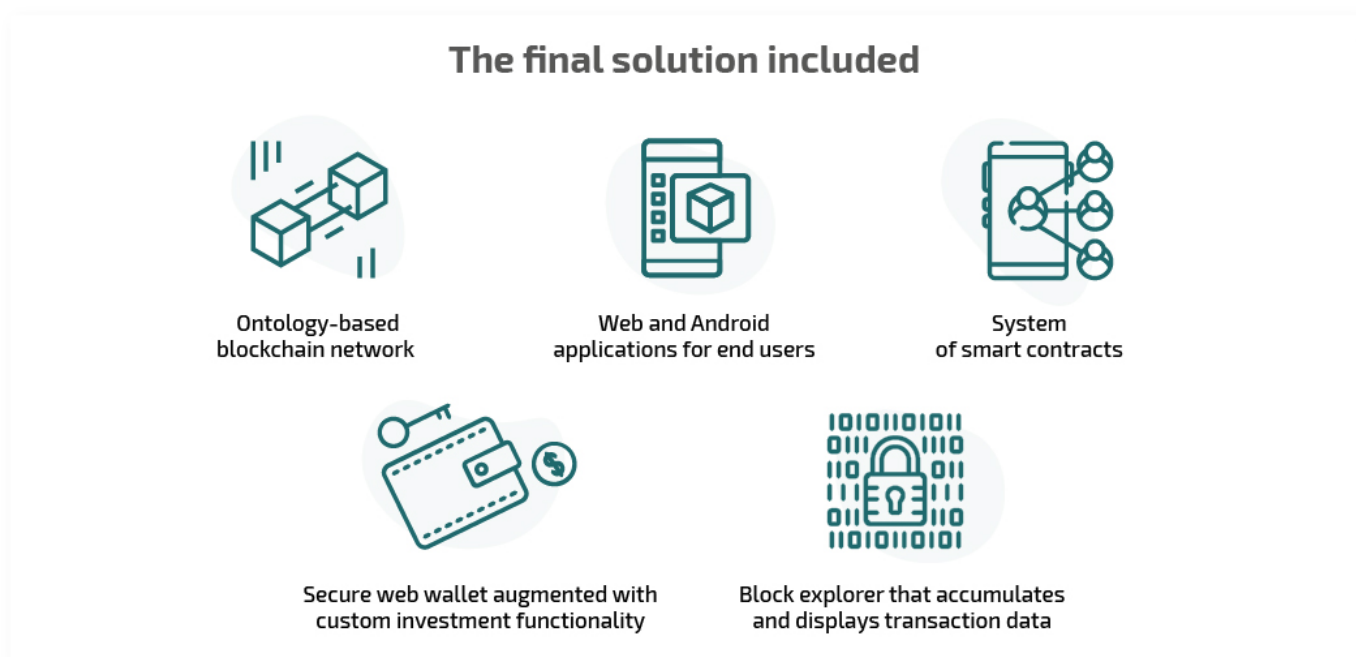 The final solution included
Ontology-based
blockchain network
Web and Android
applications for end users
System
of smart contracts
Secure web wallet augmented with
custom investment functionality
Block explorer that accumulates
and displays transaction data